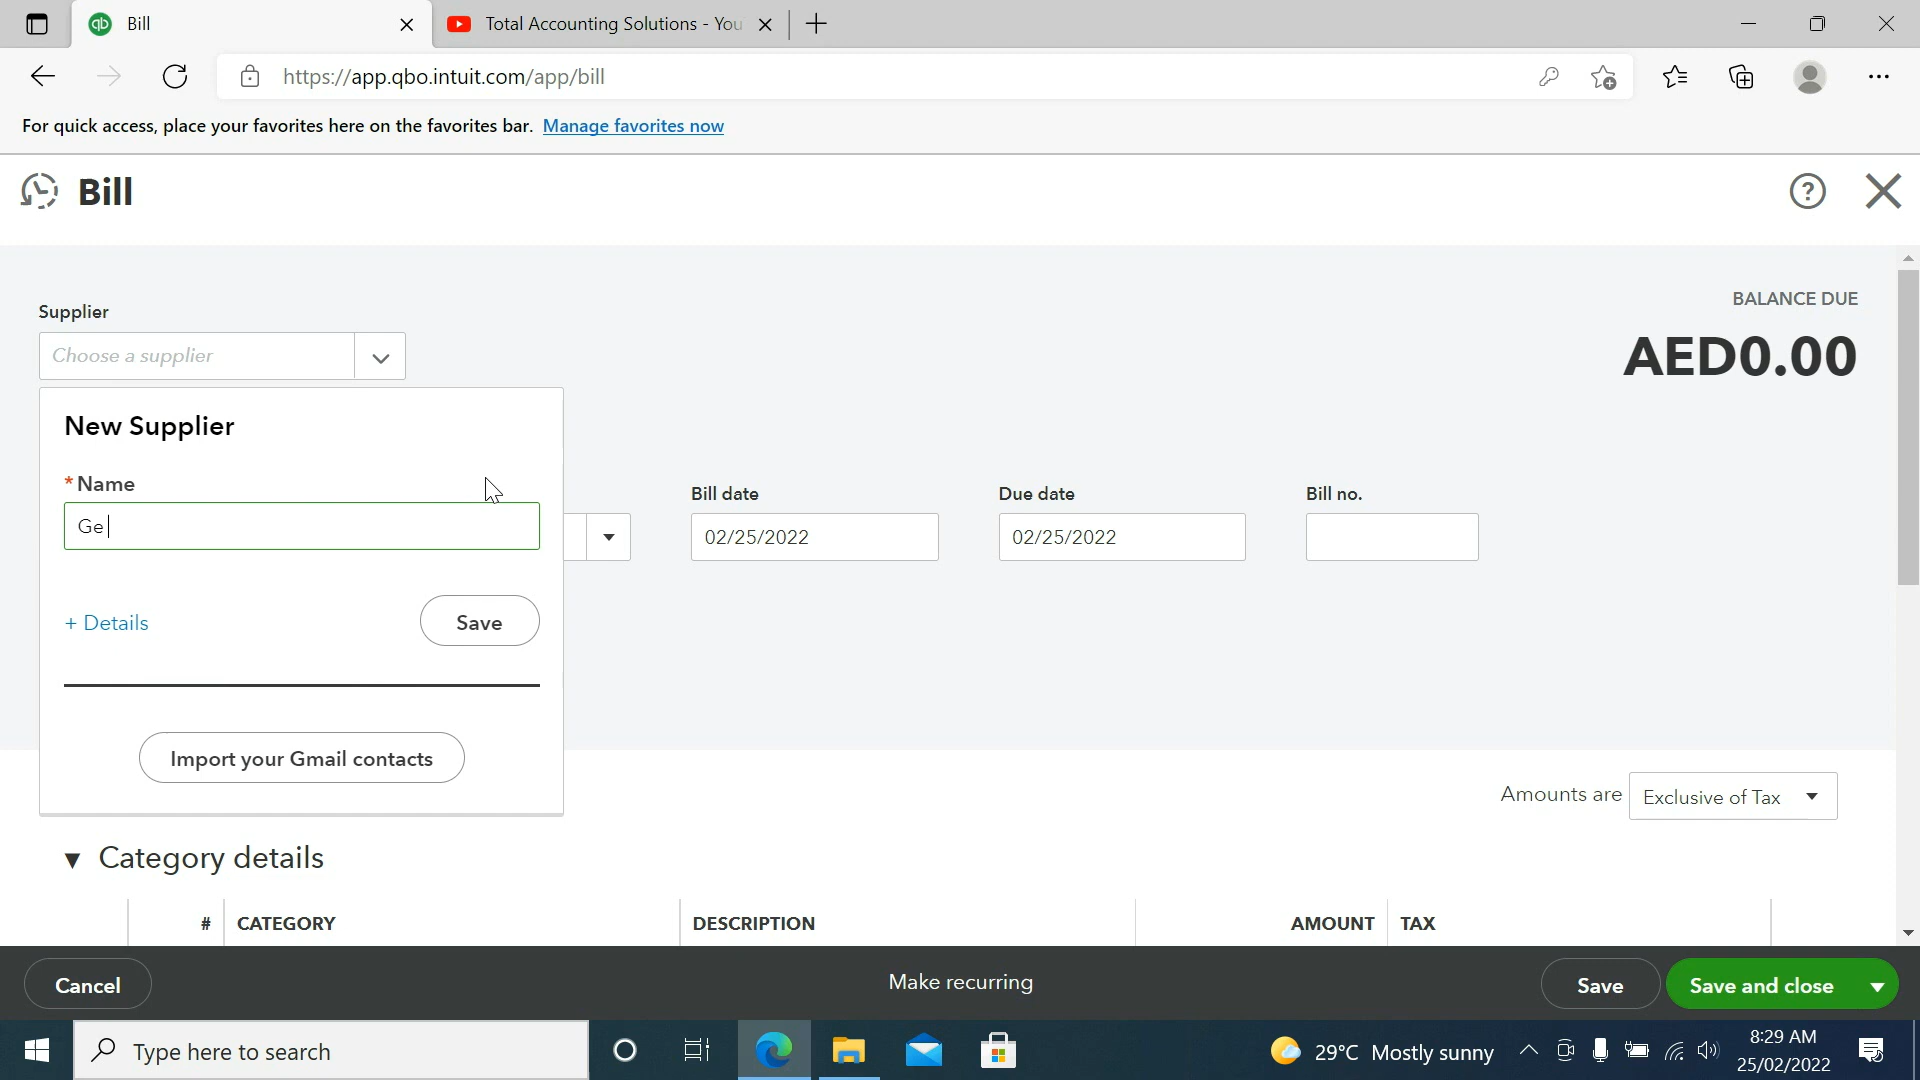 Bill
Total Accounting Solutions - You
https://app.qbo.intuit.com/app/bill
For quick access, place your favorites here on the favorites bar. Manage favorites now
Bill
Supplier
Choose a supplier
BALANCE DUE
AED0.00
New Supplier
*Name
Ge
+ Details
Save
Import your Gmail contacts
Bill date
Due date
Bill no.
02/25/2022
02/25/2022
Amounts are
Exclusive of Tax
Category details
# CATEGORY DESCRIPTION AMOUNT TAX
Cancel
Make recurring
Save
Save and close
Type here to search
29°C Mostly sunny
8:29 AM
25/02/2022